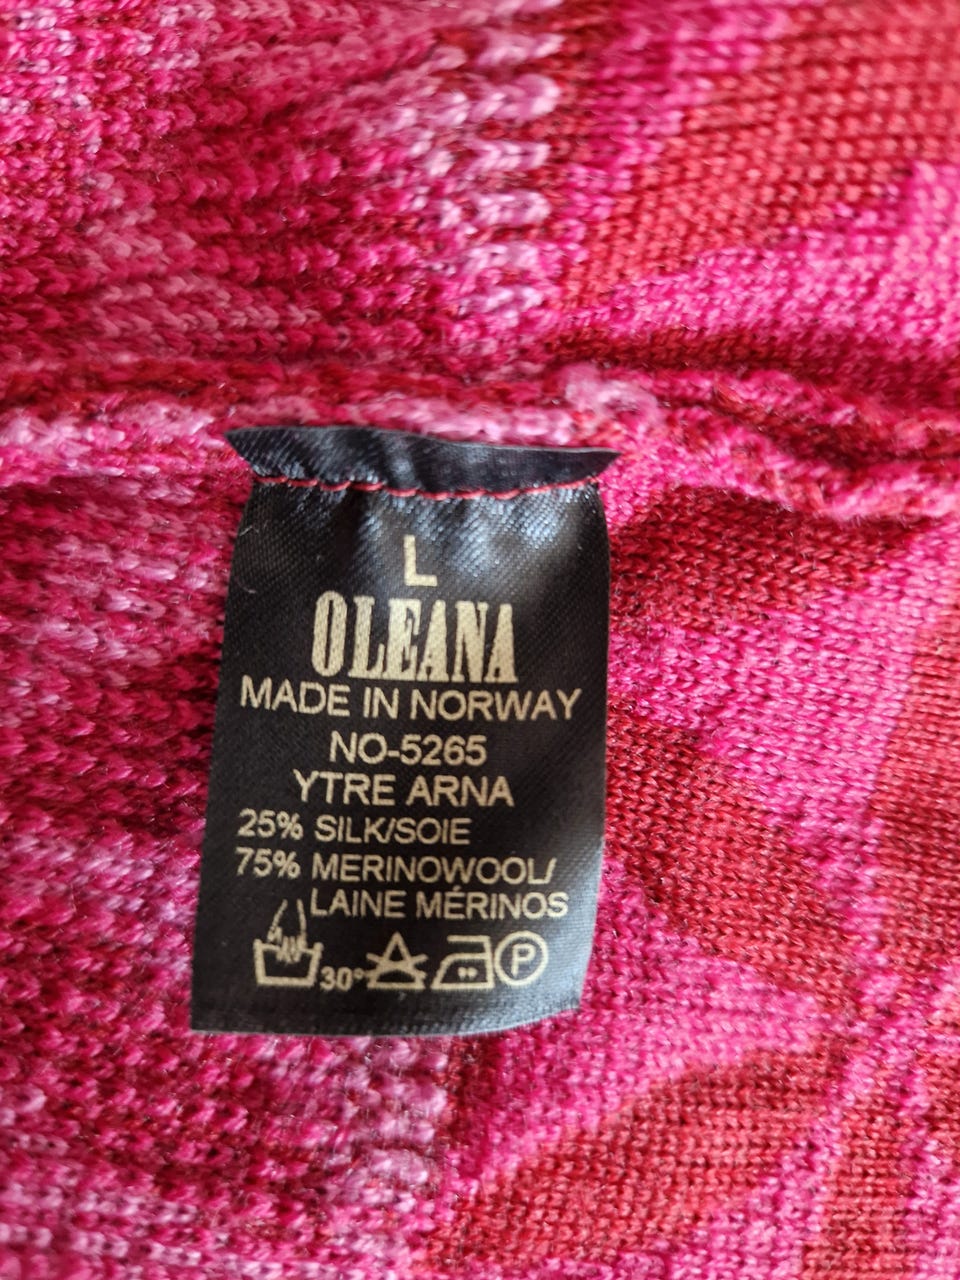 L
OLEANA
MADE IN NORWAY
NO-5265
YTRE ARNA
25% SILK/SOIE
75% MERINOWOOL/
LAINE MÉRINOS
30° P